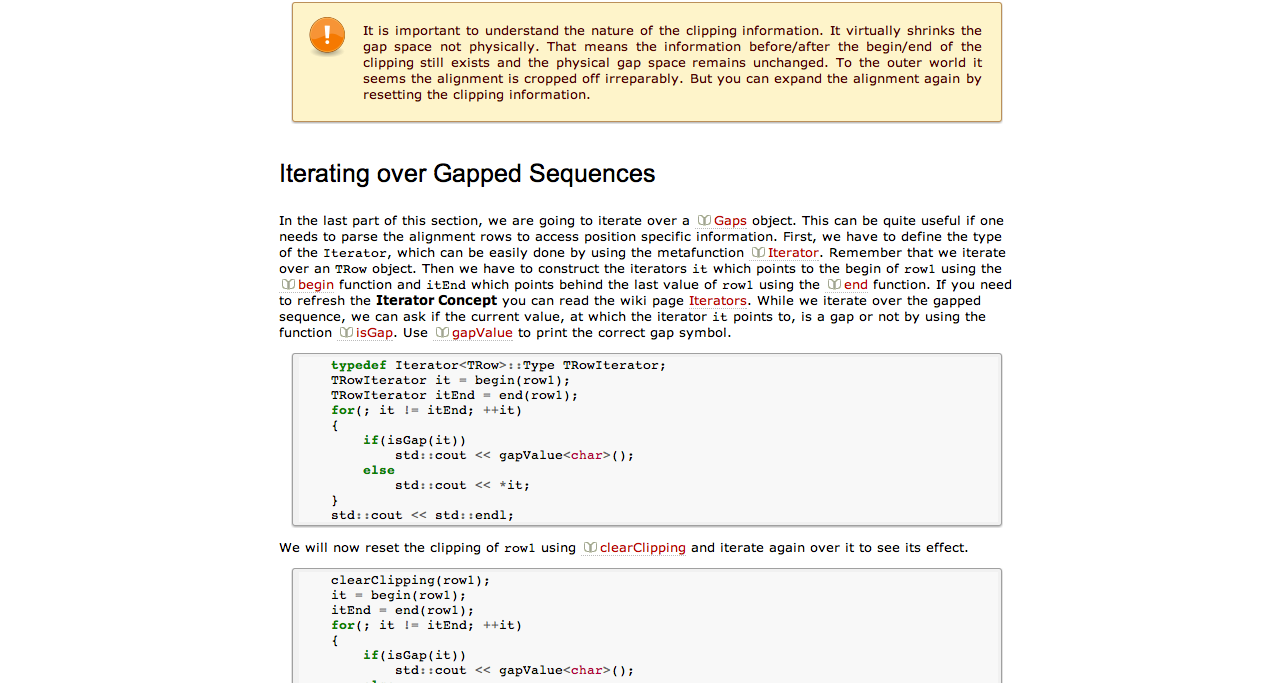 It is important to understand the nature of the clipping information. It virtually shrinks the
gap space not physically. That means the information before/after the begin/end of the
clipping still exists and the physical gap space remains unchanged. To the outer world it
seems the alignment is cropped off irreparably. But you can expand the alignment again by
resetting the clipping information.
Iterating over Gapped Sequences
In the last part of this section, we are going to iterate over a Gaps object. This can be quite useful if one
needs to parse the alignment rows to access position specific information. First, we have to define the type
of the Iterator, which can be easily done by using the metafunction Iterator. Remember that we iterate
over an TRow object. Then we have to construct the iterators it which points to the begin of row1 using the
begin function and itEnd which points behind the last value of row1 using the end function. If you need
to refresh the Iterator Concept you can read the wiki page Iterators. While we iterate over the gapped
sequence, we can ask if the current value, at which the iterator it points to, is a gap or not by using the
function isGap. Use gapValue to print the correct gap symbol.
typedef Iterator<TRow>::Type TRowIterator;
TRowIterator it = begin(row1);
TRowIterator itEnd = end(row1);
for(; it != itEnd; ++it)
{
if(isGap(it))
std::cout << gapValue<char>();
else
std::cout << *it;
}
std::cout << std::endl;
We will now reset the clipping of row1 using clearClipping and iterate again over it to see its effect.
clearClipping(row1);
it = begin(row1);
itEnd = end(row1);
for(; it != itEnd; ++it)
{
if(isGap(it))
std::cout << gapValue<char>();